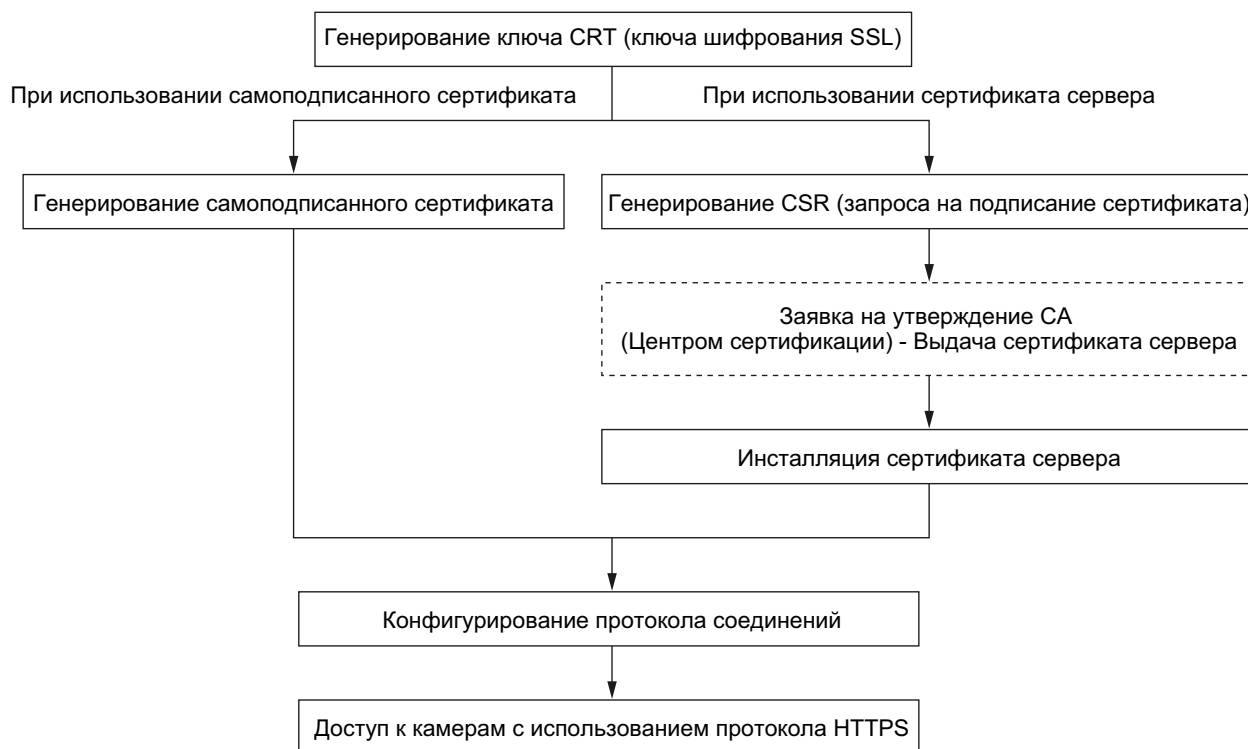 Генерирование ключа CRT (ключа шифрования SSL)
При использовании самоподписанного сертификата
При использовании сертификата сервера
Генерирование самоподписанного сертификата
Генерирование CSR (запроса на подписание сертификата)
Заявка на утверждение CA
(Центром сертификации) - Выдача сертификата сервера
Инсталляция сертификата сервера
Конфигурирование протокола соединений
Доступ к камерам с использованием протокола HTTPS